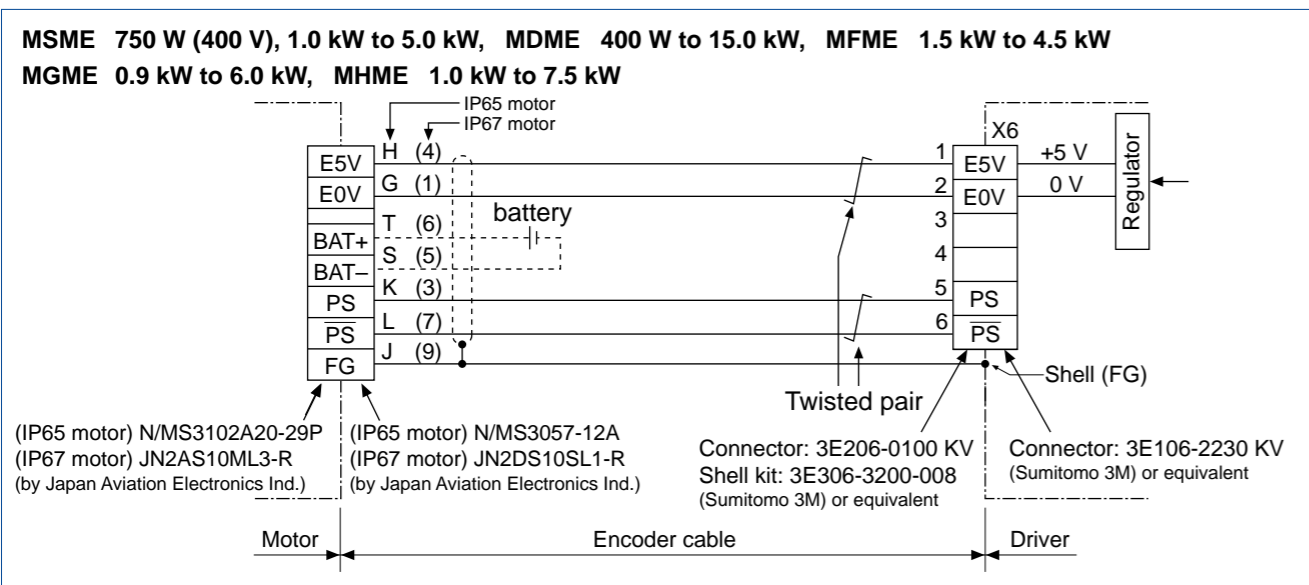 MSME 750 W (400 V), 1.0 kW to 5.0 kW, MDME 400 W to 15.0 kW, MFME 1.5 kW to 4.5 kW
MGME 0.9 kW to 6.0 kW, MHME 1.0 kW to 7.5 kW
IP65 motor
IP67 motor
X6
H (4)
1
E5V
E5V
+5 V
G (1)
2
E0V
E0V
0 V
Regulator
T (6)
battery
3
BAT+
S (5)
4
BAT–
K (3)
5
PS
PS
L (7)
6
P̅S̅
P̅S̅
J (9)
FG
Shell (FG)
Twisted pair
(IP65 motor) N/MS3102A20-29P
(IP67 motor) JN2AS10ML3-R
(by Japan Aviation Electronics Ind.)
(IP65 motor) N/MS3057-12A
(IP67 motor) JN2DS10SL1-R
(by Japan Aviation Electronics Ind.)
Connector: 3E206-0100 KV
Shell kit: 3E306-3200-008
(Sumitomo 3M) or equivalent
Connector: 3E106-2230 KV
(Sumitomo 3M) or equivalent
Motor
Encoder cable
Driver